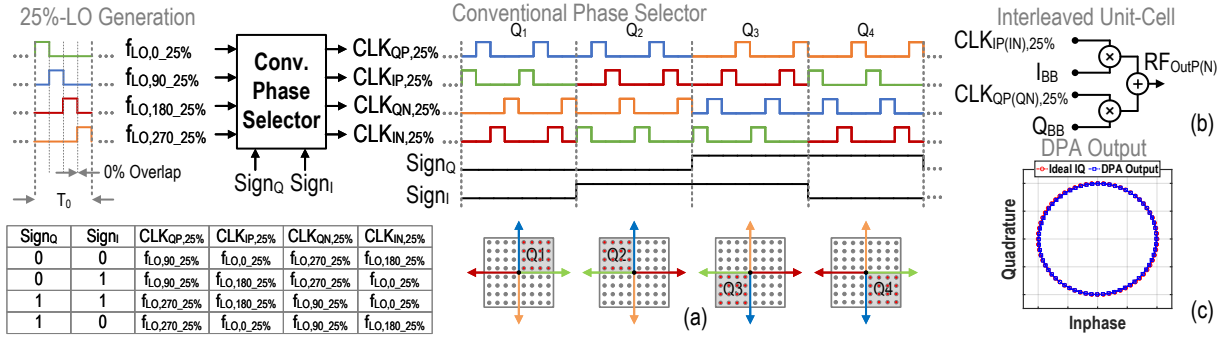 25%-LO Generation
f_LO,0_25%
f_LO,90_25%
f_LO,180_25%
f_LO,270_25%
0% Overlap
T_0
Conv. Phase Selector
Sign_Q Sign_I
CLK_QP,25%
CLK_IP,25%
CLK_QN,25%
CLK_IN,25%
Conventional Phase Selector
Q_1 Q_2 Q_3 Q_4
Sign_Q
Sign_I
Sign_Q Sign_I CLK_QP,25% CLK_IP,25% CLK_QN,25% CLK_IN,25%
0 0 f_LO,90_25% f_LO,0_25% f_LO,270_25% f_LO,180_25%
0 1 f_LO,90_25% f_LO,180_25% f_LO,270_25% f_LO,0_25%
1 1 f_LO,270_25% f_LO,180_25% f_LO,90_25% f_LO,0_25%
1 0 f_LO,270_25% f_LO,0_25% f_LO,90_25% f_LO,180_25%
Q1 Q2 Q3 Q4
(a)
Interleaved Unit-Cell
CLK_IP(IN),25%
I_BB
CLK_QP(QN),25%
Q_BB
RF_OutP(N)
(b)
DPA Output
Ideal IQ DPA Output
Quadrature
Inphase
(c)